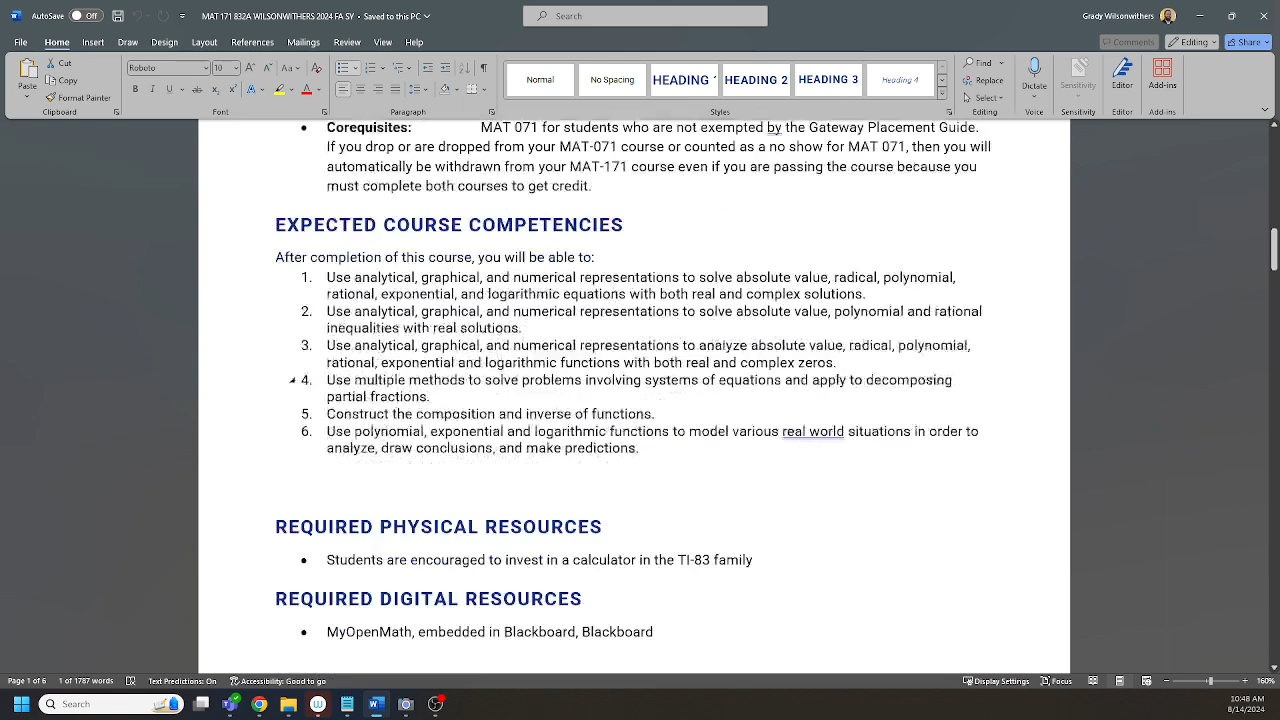 AutoSave Off MAT-171 832A WILSONWITHERS 2024 FA SY • Saved to this PC Search Grady Wilsonwithers
File Home Insert Draw Design Layout References Mailings Review View Help Comments Editing Share
Paste Cut Copy Format Painter Roboto 10 Normal No Spacing HEADING 1 HEADING 2 HEADING 3 Heading 4 Find Replace Select Dictate Sensitivity Editor Add-ins
Clipboard Font Paragraph Styles Editing Voice Sensitivity Editor Add-ins
Corequisites: MAT 071 for students who are not exempted by the Gateway Placement Guide.
If you drop or are dropped from your MAT-071 course or counted as a no show for MAT 071, then you will
automatically be withdrawn from your MAT-171 course even if you are passing the course because you
must complete both courses to get credit.
EXPECTED COURSE COMPETENCIES
After completion of this course, you will be able to:
1. Use analytical, graphical, and numerical representations to solve absolute value, radical, polynomial,
rational, exponential, and logarithmic equations with both real and complex solutions.
2. Use analytical, graphical, and numerical representations to solve absolute value, polynomial and rational
inequalities with real solutions.
3. Use analytical, graphical, and numerical representations to analyze absolute value, radical, polynomial,
rational, exponential and logarithmic functions with both real and complex zeros.
4. Use multiple methods to solve problems involving systems of equations and apply to decomposing
partial fractions.
5. Construct the composition and inverse of functions.
6. Use polynomial, exponential and logarithmic functions to model various real world situations in order to
analyze, draw conclusions, and make predictions.
REQUIRED PHYSICAL RESOURCES
• Students are encouraged to invest in a calculator in the TI-83 family
REQUIRED DIGITAL RESOURCES
• MyOpenMath, embedded in Blackboard, Blackboard
Page 1 of 6 1 of 1787 words Text Predictions: On Accessibility: Good to go Display Settings Focus 160%
Search 10:48 AM
8/14/2024